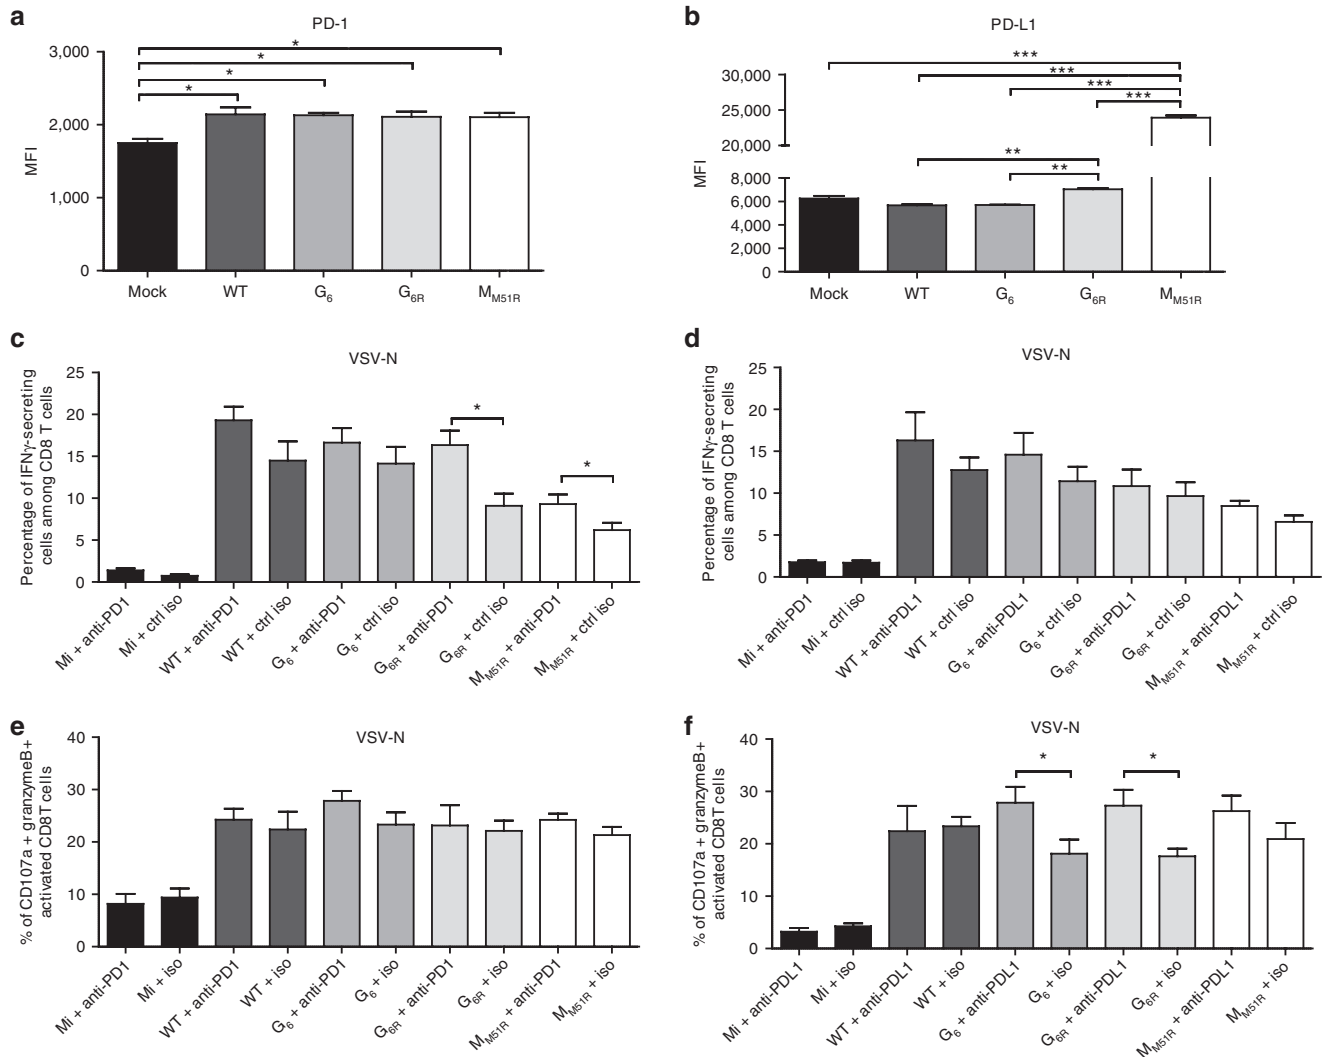 a
PD-1
MFI
3,000
2,000
1,000
0
*
*
*
*
Mock
WT
G6
G6R
MM51R
b
PD-L1
MFI
30,000
25,000
20,000
8,000
6,000
4,000
2,000
0
***
***
***
***
**
**
Mock
WT
G6
G6R
MM51R
c
VSV-N
Percentage of IFNγ-secreting
cells among CD8 T cells
25
20
15
10
5
0
*
*
Mi + anti-PD1
Mi + ctrl iso
WT + anti-PD1
WT + ctrl iso
G6 + anti-PD1
G6 + ctrl iso
G6R + anti-PD1
G6R + ctrl iso
MM51R + anti-PD1
MM51R + ctrl iso
d
VSV-N
Percentage of IFNγ-secreting
cells among CD8 T cells
25
20
15
10
5
0
Mi + anti-PD1
Mi + ctrl iso
WT + anti-PDL1
WT + ctrl iso
G6 + anti-PDL1
G6 + ctrl iso
G6R + anti-PDL1
G6R + ctrl iso
MM51R + anti-PDL1
MM51R + ctrl iso
e
VSV-N
% of CD107a + granzymeB+
activated CD8T cells
40
30
20
10
0
Mi + anti-PD1
Mi + iso
WT + anti-PD1
WT + iso
G6 + anti-PD1
G6 + iso
G6R + anti-PD1
G6R + iso
MM51R + anti-PD1
MM51R + iso
f
VSV-N
% of CD107a + granzymeB+
activated CD8T cells
40
30
20
10
0
*
*
Mi + anti-PDL1
Mi + iso
WT + anti-PDL1
WT + iso
G6 + anti-PDL1
G6 + iso
G6R + anti-PDL1
G6R + iso
MM51R + anti-PDL1
MM51R + iso